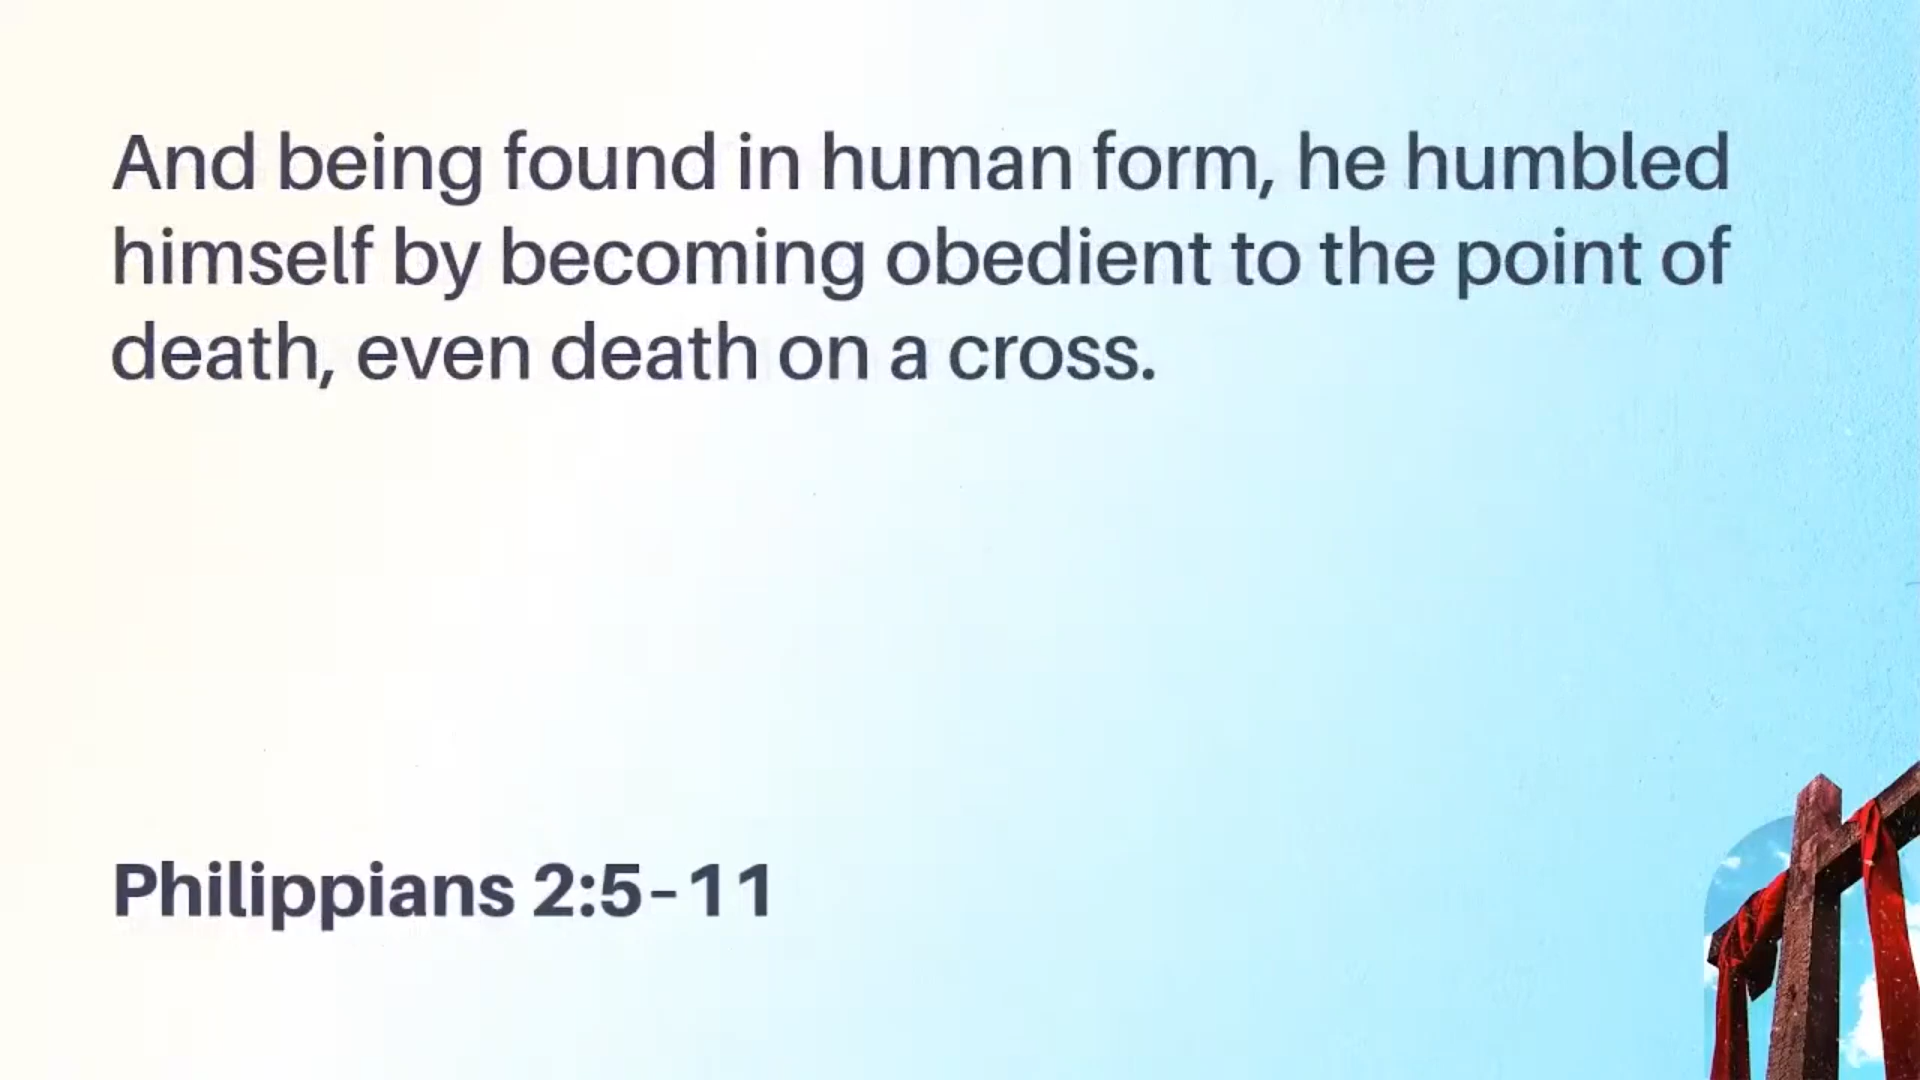 And being found in human form, he humbled
himself by becoming obedient to the point of
death, even death on a cross.
Philippians 2:5–11